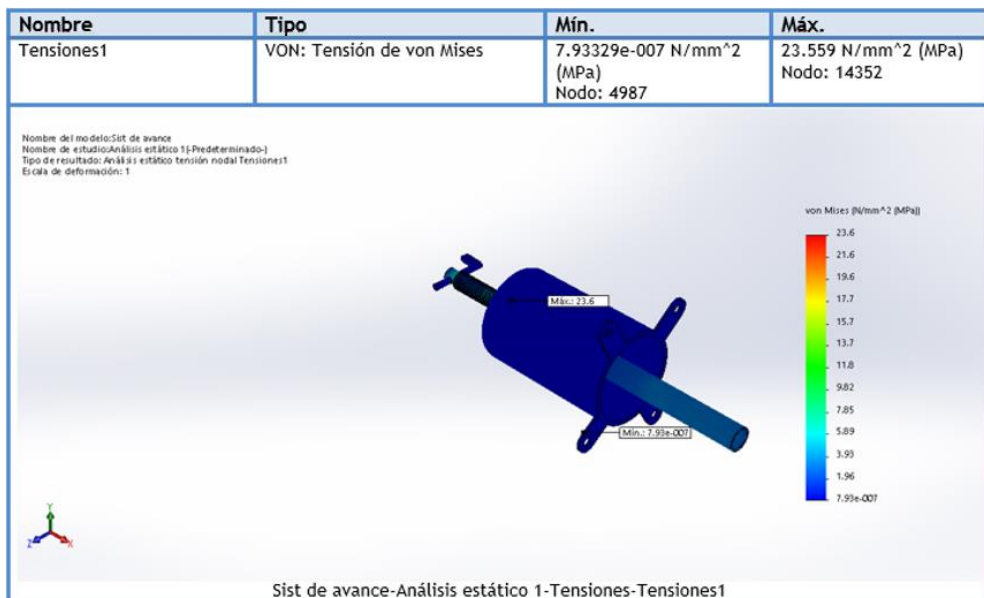 Nombre Tipo Mín. Máx.
Tensiones1 VON: Tensión de von Mises 7.93329e-007 N/mm^2 23.559 N/mm^2 (MPa)
(MPa) Nodo: 14352
Nodo: 4987
Nombre del modelo:Sist de avance
Nombre de estudio:Análisis estático 1(-Predeterminado-)
Tipo de resultado: Análisis estático tensión nodal Tensiones1
Escala de deformación: 1
von Mises (N/mm^2 (MPa))
23.6
21.6
19.6
17.7
15.7
13.7
11.8
9.82
7.85
5.89
3.93
1.96
7.93e-007
Máx.: 23.6
Mín.: 7.93e-007
Y
Z X
Sist de avance-Análisis estático 1-Tensiones-Tensiones1